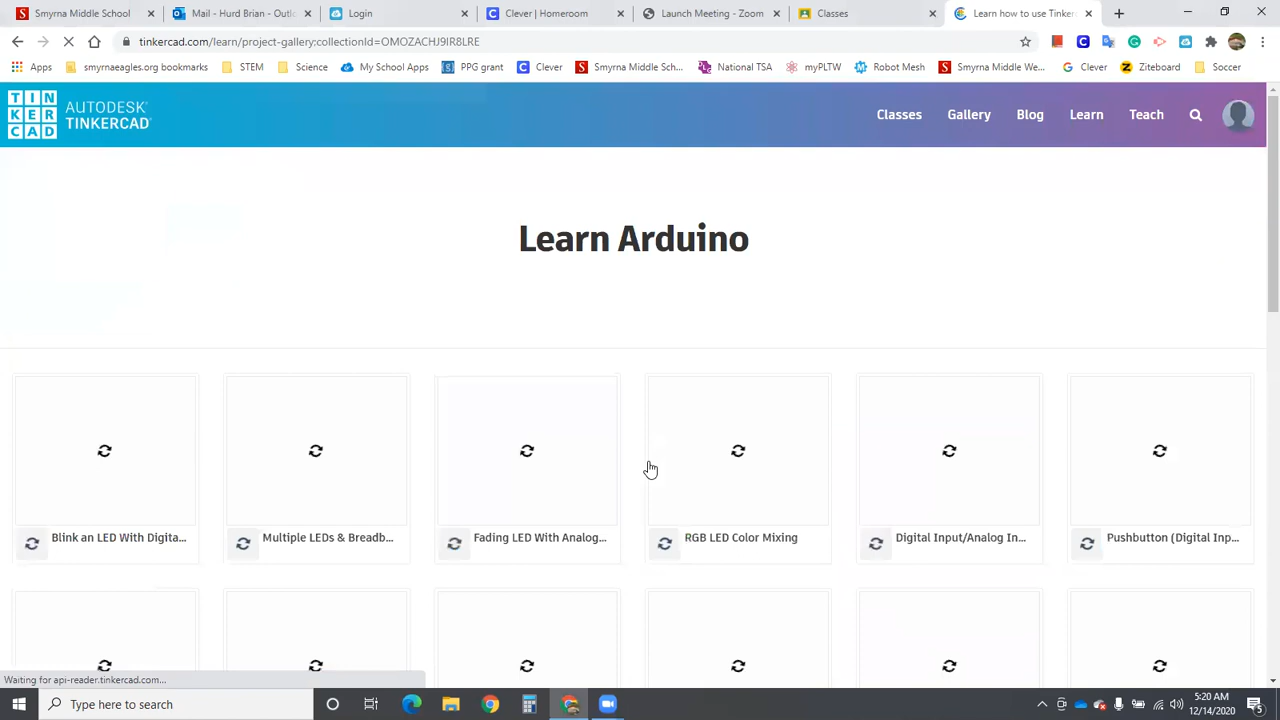 Smyrna Middle School
Mail - Hurd Brian - Outl
Login
Clever | Homeroom
Launch Meeting - Zoom
Classes
Learn how to use Tinker
tinkercad.com/learn/project-gallery:collectionId=OMOZACHJ9IR8LRE
Apps
smyrnaeagles.org bookmarks
STEM
Science
My School Apps
PPG grant
Clever
Smyrna Middle Sch...
National TSA
myPLTW
Robot Mesh
Smyrna Middle We...
Clever
Ziteboard
Soccer
TIN
KER
CAD
AUTODESK
TINKERCAD
Classes
Gallery
Blog
Learn
Teach
Learn Arduino
Blink an LED With Digita...
Multiple LEDs & Breadb...
Fading LED With Analog...
RGB LED Color Mixing
Digital Input/Analog In...
Pushbutton (Digital Inp...
Waiting for api-reader.tinkercad.com...
Type here to search
5:20 AM
12/14/2020